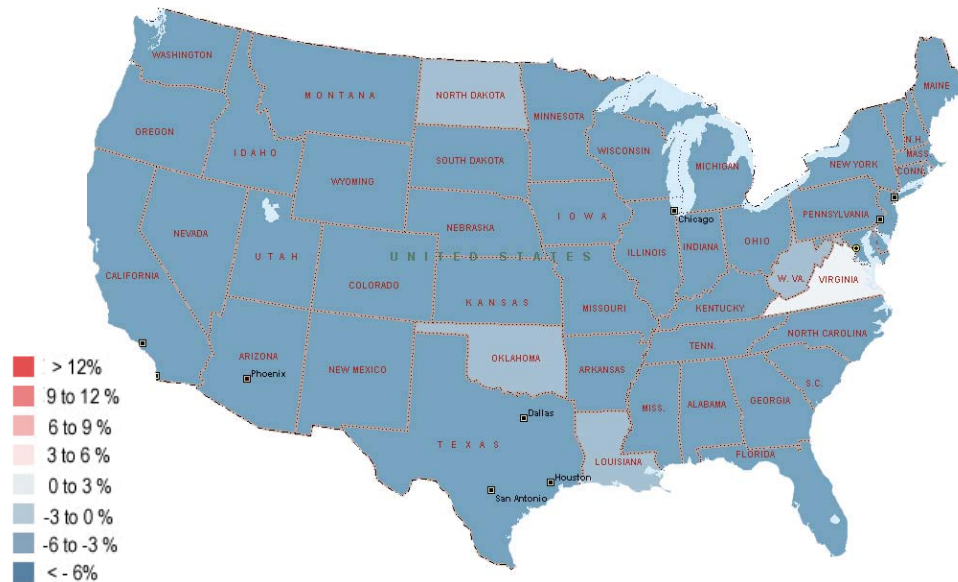 WASHINGTON
MONTANA
NORTH DAKOTA
MINNESOTA
MAINE
OREGON
IDAHO
WISCONSIN
MICHIGAN
N.H.
MASS
NEW YORK
CONN.
SOUTH DAKOTA
WYOMING
Chicago
PENNSYLVANIA
IOWA
NEBRASKA
NEVADA
UTAH
UNITED STATES
ILLINOIS
INDIANA
OHIO
W. VA.
VIRGINIA
CALIFORNIA
COLORADO
KANSAS
MISSOURI
KENTUCKY
NORTH CAROLINA
TENN.
ARIZONA
Phoenix
NEW MEXICO
OKLAHOMA
ARKANSAS
S.C.
MISS.
ALABAMA
GEORGIA
Dallas
TEXAS
LOUISIANA
FLORIDA
Houston
San Antonio
> 12%
9 to 12 %
6 to 9%
3 to 6%
0 to 3%
-3 to 0 %
-6 to -3 %
< - 6%